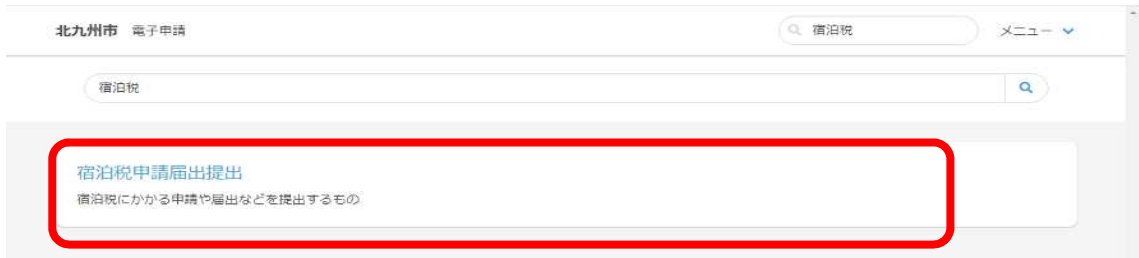 北九州市 電子申請 宿泊税 メニュー
宿泊税
宿泊税申請届出提出
宿泊税にかかる申請や届出などを提出するもの